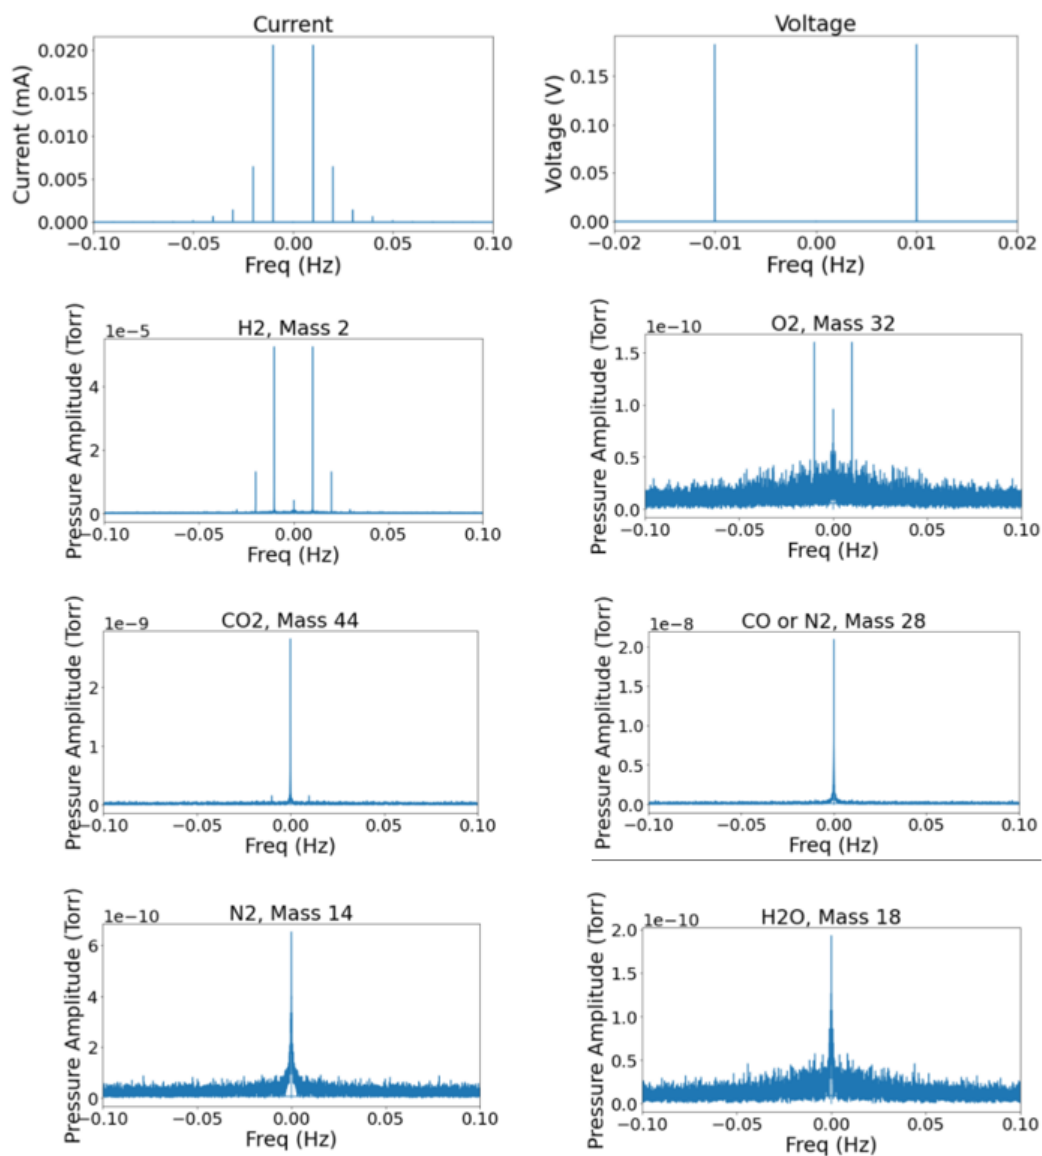 Current
Current (mA)
0.020
0.015
0.010
0.005
0.000
−0.10 −0.05 0.00 0.05 0.10
Freq (Hz)
Voltage
Voltage (V)
0.15
0.10
0.05
0.00
−0.02 −0.01 0.00 0.01 0.02
Freq (Hz)
H2, Mass 2
1e−5
Pressure Amplitude (Torr)
4
2
0
−0.10 −0.05 0.00 0.05 0.10
Freq (Hz)
O2, Mass 32
1e−10
Pressure Amplitude (Torr)
1.5
1.0
0.5
0.0
−0.10 −0.05 0.00 0.05 0.10
Freq (Hz)
CO2, Mass 44
1e−9
Pressure Amplitude (Torr)
2
1
0
−0.10 −0.05 0.00 0.05 0.10
Freq (Hz)
CO or N2, Mass 28
1e−8
Pressure Amplitude (Torr)
2.0
1.5
1.0
0.5
0.0
−0.10 −0.05 0.00 0.05 0.10
Freq (Hz)
N2, Mass 14
1e−10
Pressure Amplitude (Torr)
6
4
2
0
−0.10 −0.05 0.00 0.05 0.10
Freq (Hz)
H2O, Mass 18
1e−10
Pressure Amplitude (Torr)
2.0
1.5
1.0
0.5
0.0
−0.10 −0.05 0.00 0.05 0.10
Freq (Hz)